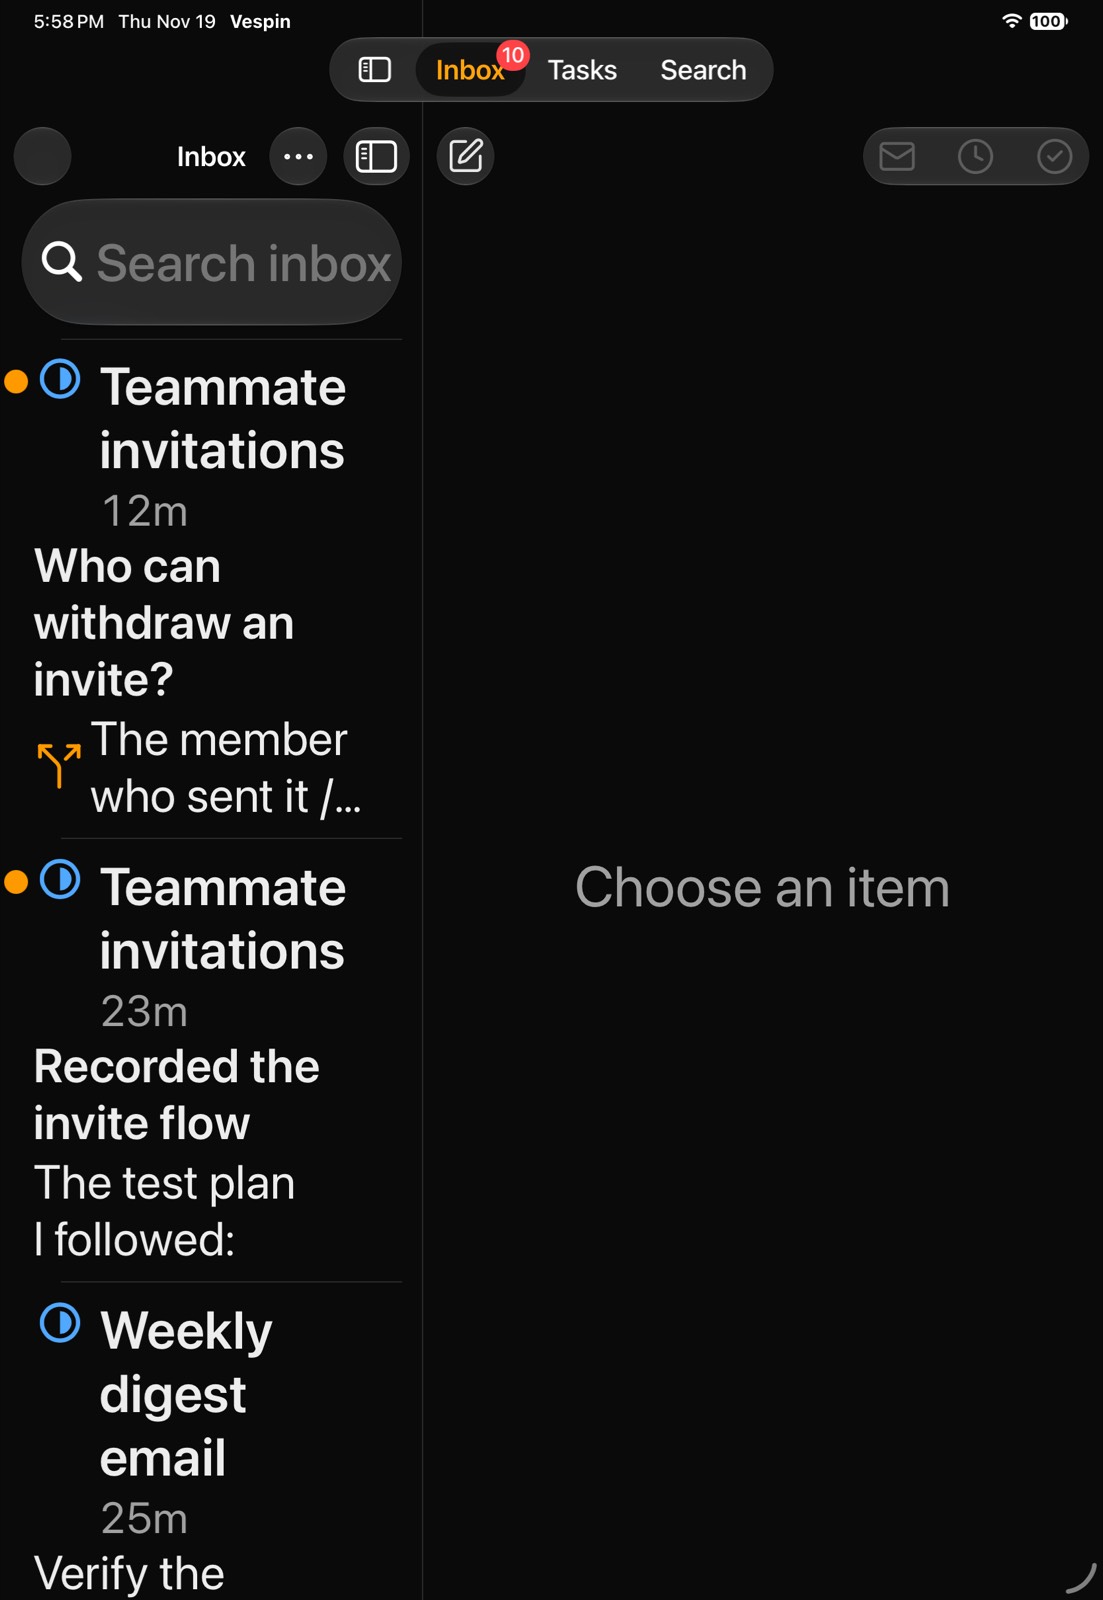 5:58 PM Thu Nov 19 Vespin
100
Inbox 10 Tasks Search
Inbox
Search inbox
Teammate
invitations
12m
Who can
withdraw an
invite?
The member
who sent it /...
Teammate
invitations
23m
Recorded the
invite flow
The test plan
I followed:
Weekly
digest
email
25m
Verify the
Choose an item